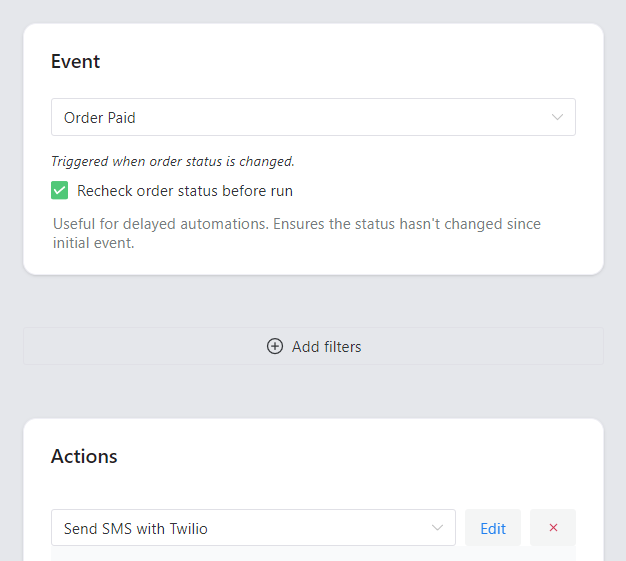 Event
Order Paid
Triggered when order status is changed.
Recheck order status before run
Useful for delayed automations. Ensures the status hasn't changed since
initial event.
Add filters
Actions
Send SMS with Twilio
Edit